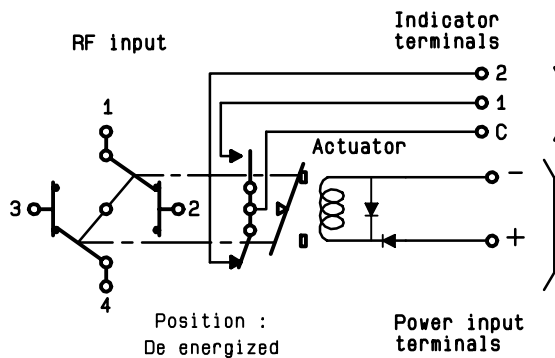 Indicator
terminals
RF input
2
1
1
C
Actuator
-
3
2
+
4
Position :
De energized
Power input
terminals